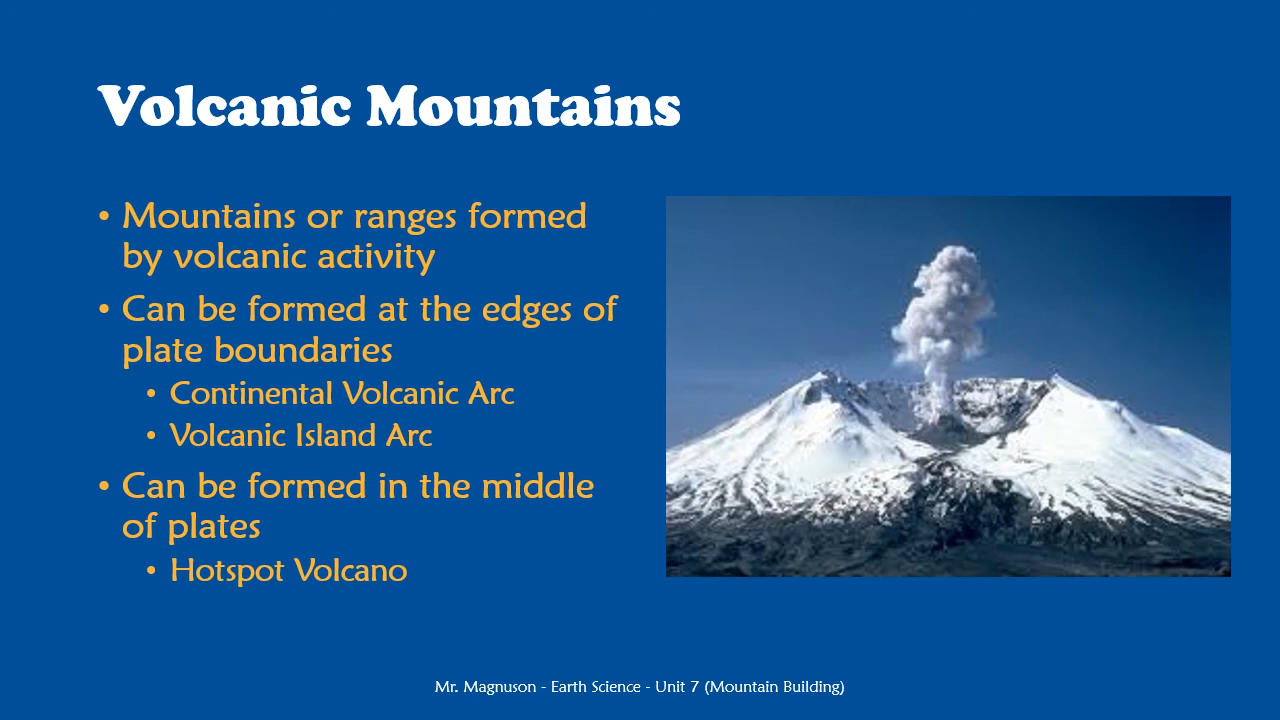 Volcanic Mountains
• Mountains or ranges formed
by volcanic activity
• Can be formed at the edges of
plate boundaries
• Continental Volcanic Arc
• Volcanic Island Arc
• Can be formed in the middle
of plates
• Hotspot Volcano
Mr. Magnuson - Earth Science - Unit 7 (Mountain Building)